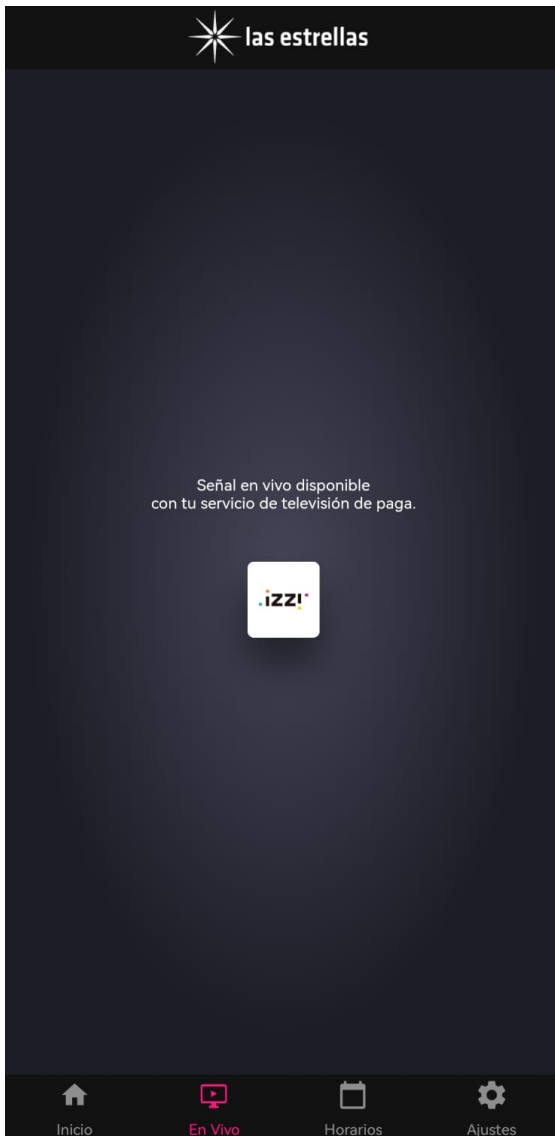 las estrellas
Señal en vivo disponible
con tu servicio de televisión de paga.
izzi
Inicio
En Vivo
Horarios
Ajustes